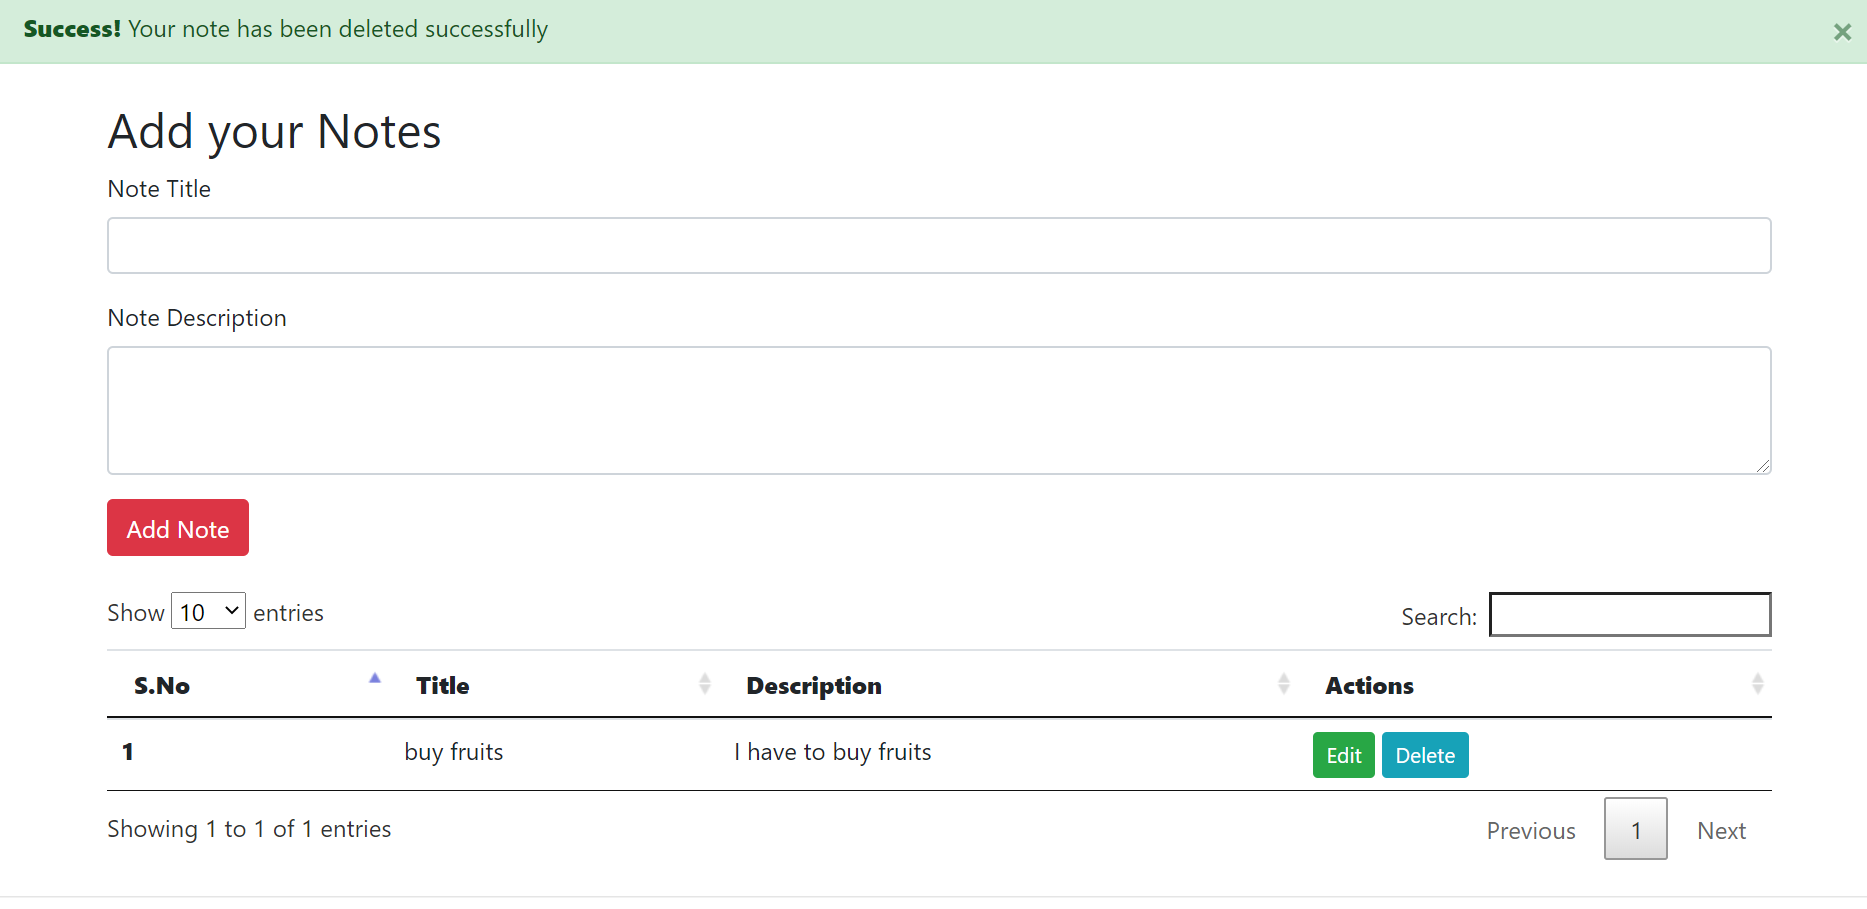 Success! Your note has been deleted successfully ×
Add your Notes
Note Title
Note Description
Add Note
Show 10 entries Search:
S.No Title Description Actions
1 buy fruits I have to buy fruits Edit Delete
Showing 1 to 1 of 1 entries Previous 1 Next